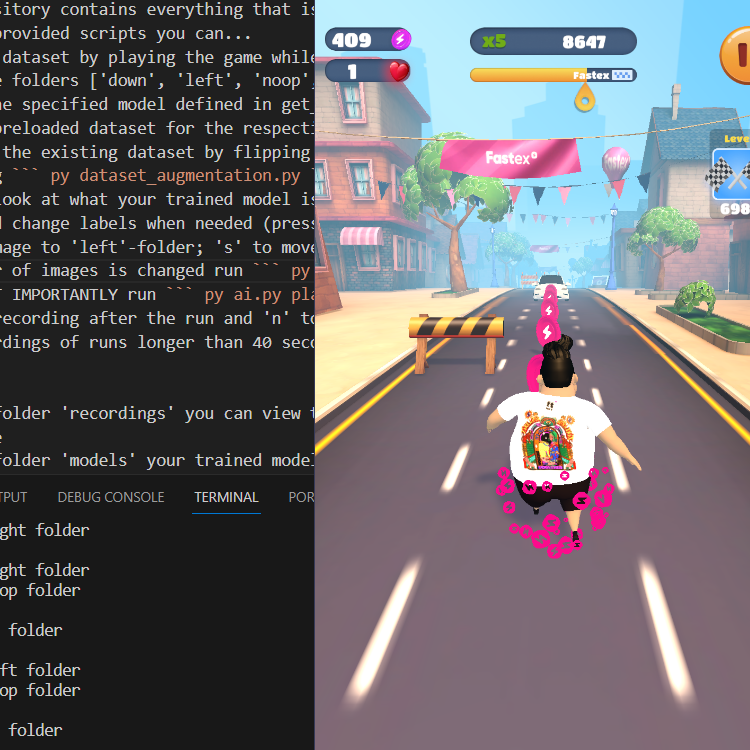 sitory contains everything that is
provided scripts you can...
dataset by playing the game while
e folders ['down', 'left', 'noop'
ne specified model defined in get_
preloaded dataset for the respecti
the existing dataset by flipping
g ``` py dataset_augmentation.py
look at what your trained model is
d change labels when needed (press
mage to 'left'-folder; 's' to move
r of images is changed run ``` py
T IMPORTANTLY run ``` py ai.py pla
recording after the run and 'n' to
rdings of runs longer than 40 seco
folder 'recordings' you can view t
e
folder 'models' your trained model
TPUT DEBUG CONSOLE TERMINAL POR
ght folder
ght folder
op folder
folder
ft folder
op folder
folder
409
x5 8647
1
Fastex
Fastex
Fastex
Leve
698